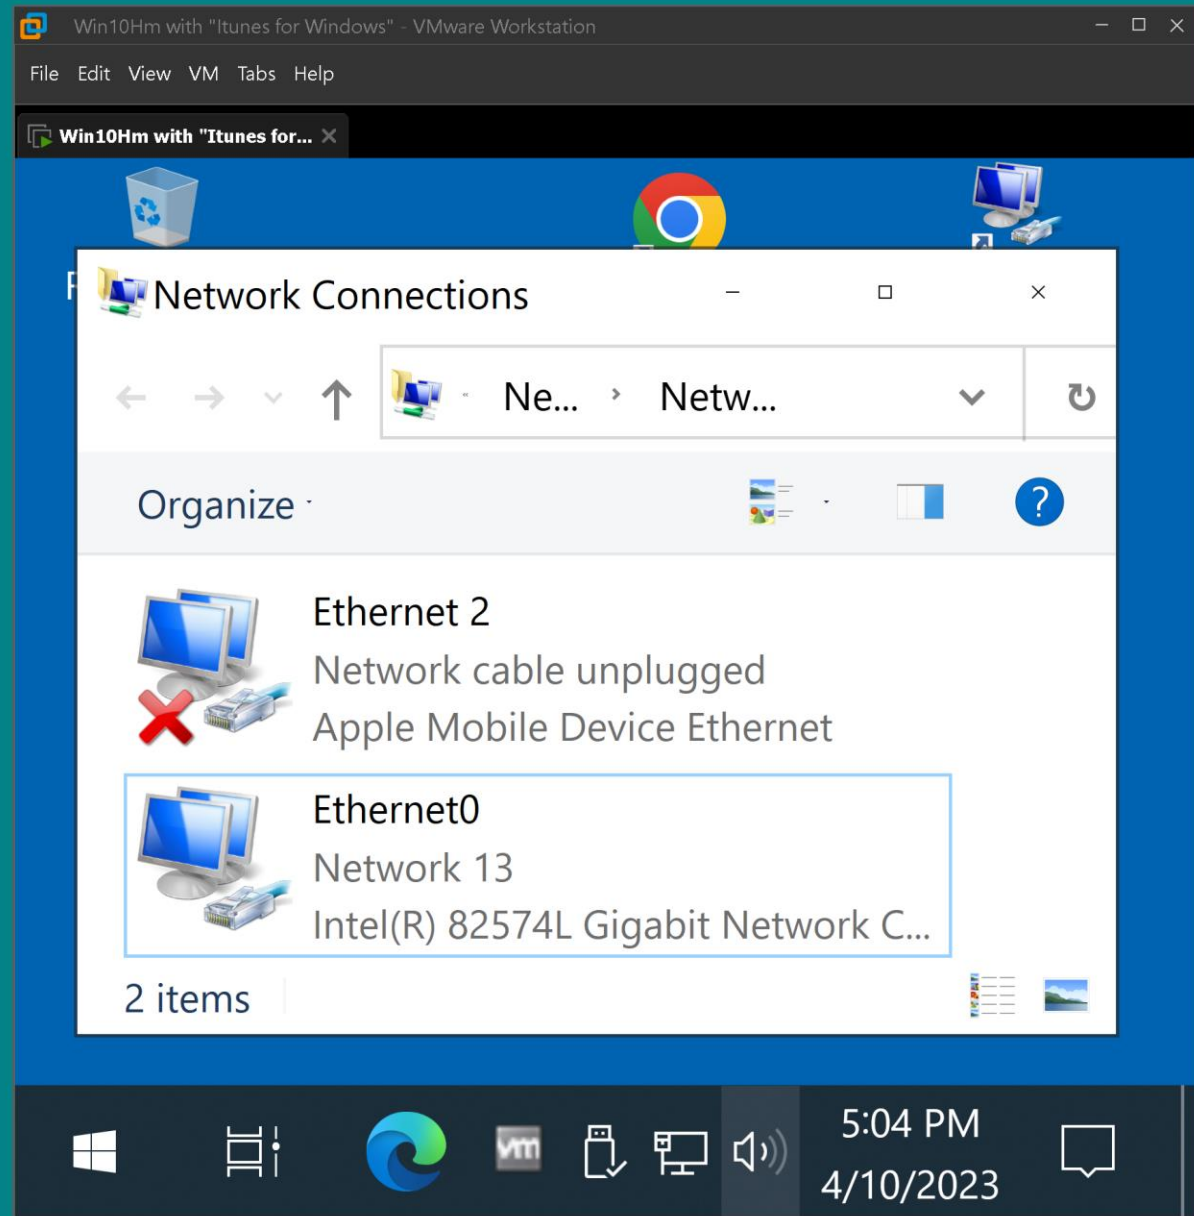 Win10Hm with "Itunes for Windows" - VMware Workstation
File Edit View VM Tabs Help
Win10Hm with "Itunes for...
Network Connections
Ne... › Netw...
Organize
Ethernet 2
Network cable unplugged
Apple Mobile Device Ethernet
Ethernet0
Network 13
Intel(R) 82574L Gigabit Network C...
2 items
vm
5:04 PM
4/10/2023